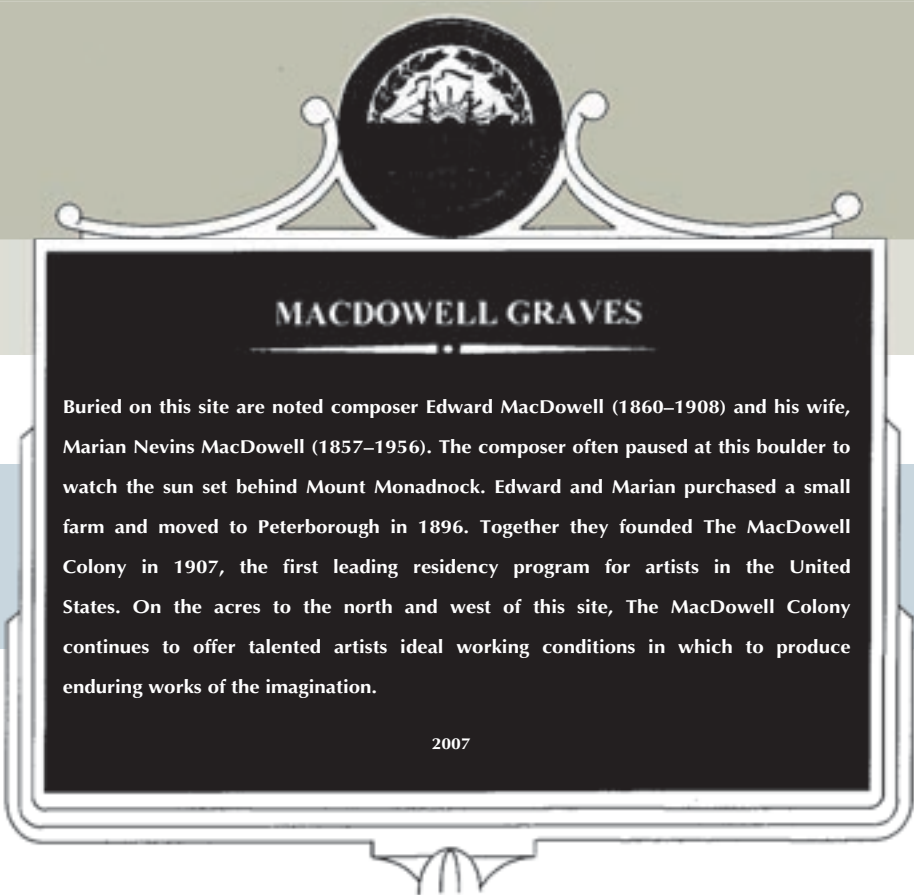 MACDOWELL GRAVES
Buried on this site are noted composer Edward MacDowell (1860–1908) and his wife,
Marian Nevins MacDowell (1857–1956). The composer often paused at this boulder to
watch the sun set behind Mount Monadnock. Edward and Marian purchased a small
farm and moved to Peterborough in 1896. Together they founded The MacDowell
Colony in 1907, the first leading residency program for artists in the United
States. On the acres to the north and west of this site, The MacDowell Colony
continues to offer talented artists ideal working conditions in which to produce
enduring works of the imagination.
2007